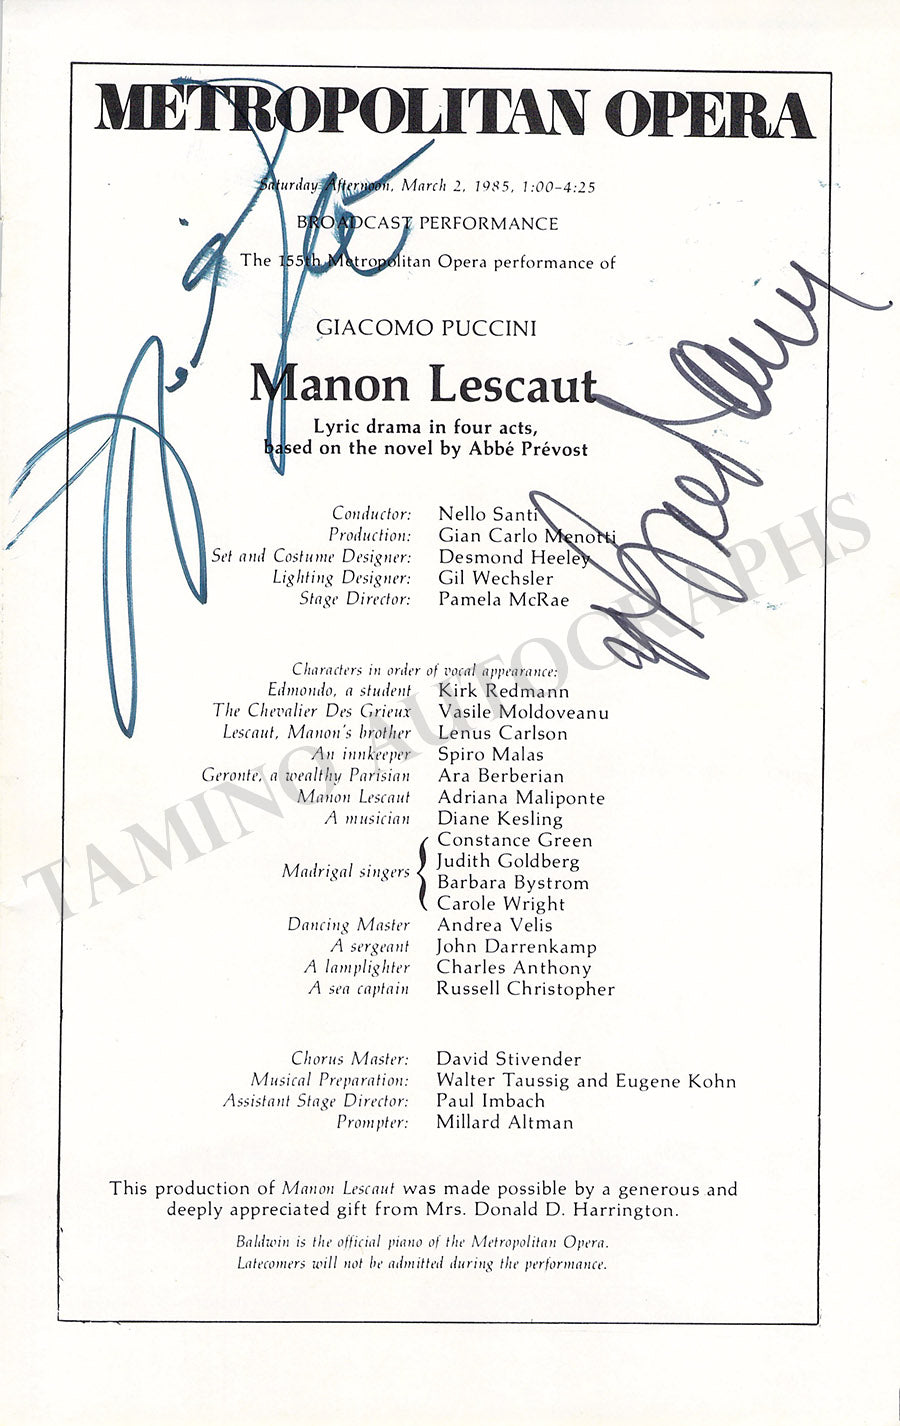 METROPOLITAN OPERA
Saturday Afternoon, March 2, 1985, 1:00–4:25
BROADCAST PERFORMANCE
The 155th Metropolitan Opera performance of
GIACOMO PUCCINI
Manon Lescaut
Lyric drama in four acts,
based on the novel by Abbé Prévost
Conductor: Nello Santi
Production: Gian Carlo Menotti
Set and Costume Designer: Desmond Heeley
Lighting Designer: Gil Wechsler
Stage Director: Pamela McRae
Characters in order of vocal appearance:
Edmondo, a student Kirk Redmann
The Chevalier Des Grieux Vasile Moldoveanu
Lescaut, Manon's brother Lenus Carlson
An innkeeper Spiro Malas
Geronte, a wealthy Parisian Ara Berberian
Manon Lescaut Adriana Maliponte
A musician Diane Kesling
Madrigal singers { Constance Green
Judith Goldberg
Barbara Bystrom
Carole Wright
Dancing Master Andrea Velis
A sergeant John Darrenkamp
A lamplighter Charles Anthony
A sea captain Russell Christopher
Chorus Master: David Stivender
Musical Preparation: Walter Taussig and Eugene Kohn
Assistant Stage Director: Paul Imbach
Prompter: Millard Altman
This production of Manon Lescaut was made possible by a generous and
deeply appreciated gift from Mrs. Donald D. Harrington.
Baldwin is the official piano of the Metropolitan Opera.
Latecomers will not be admitted during the performance.
TAMINO AUTOGRAPHS